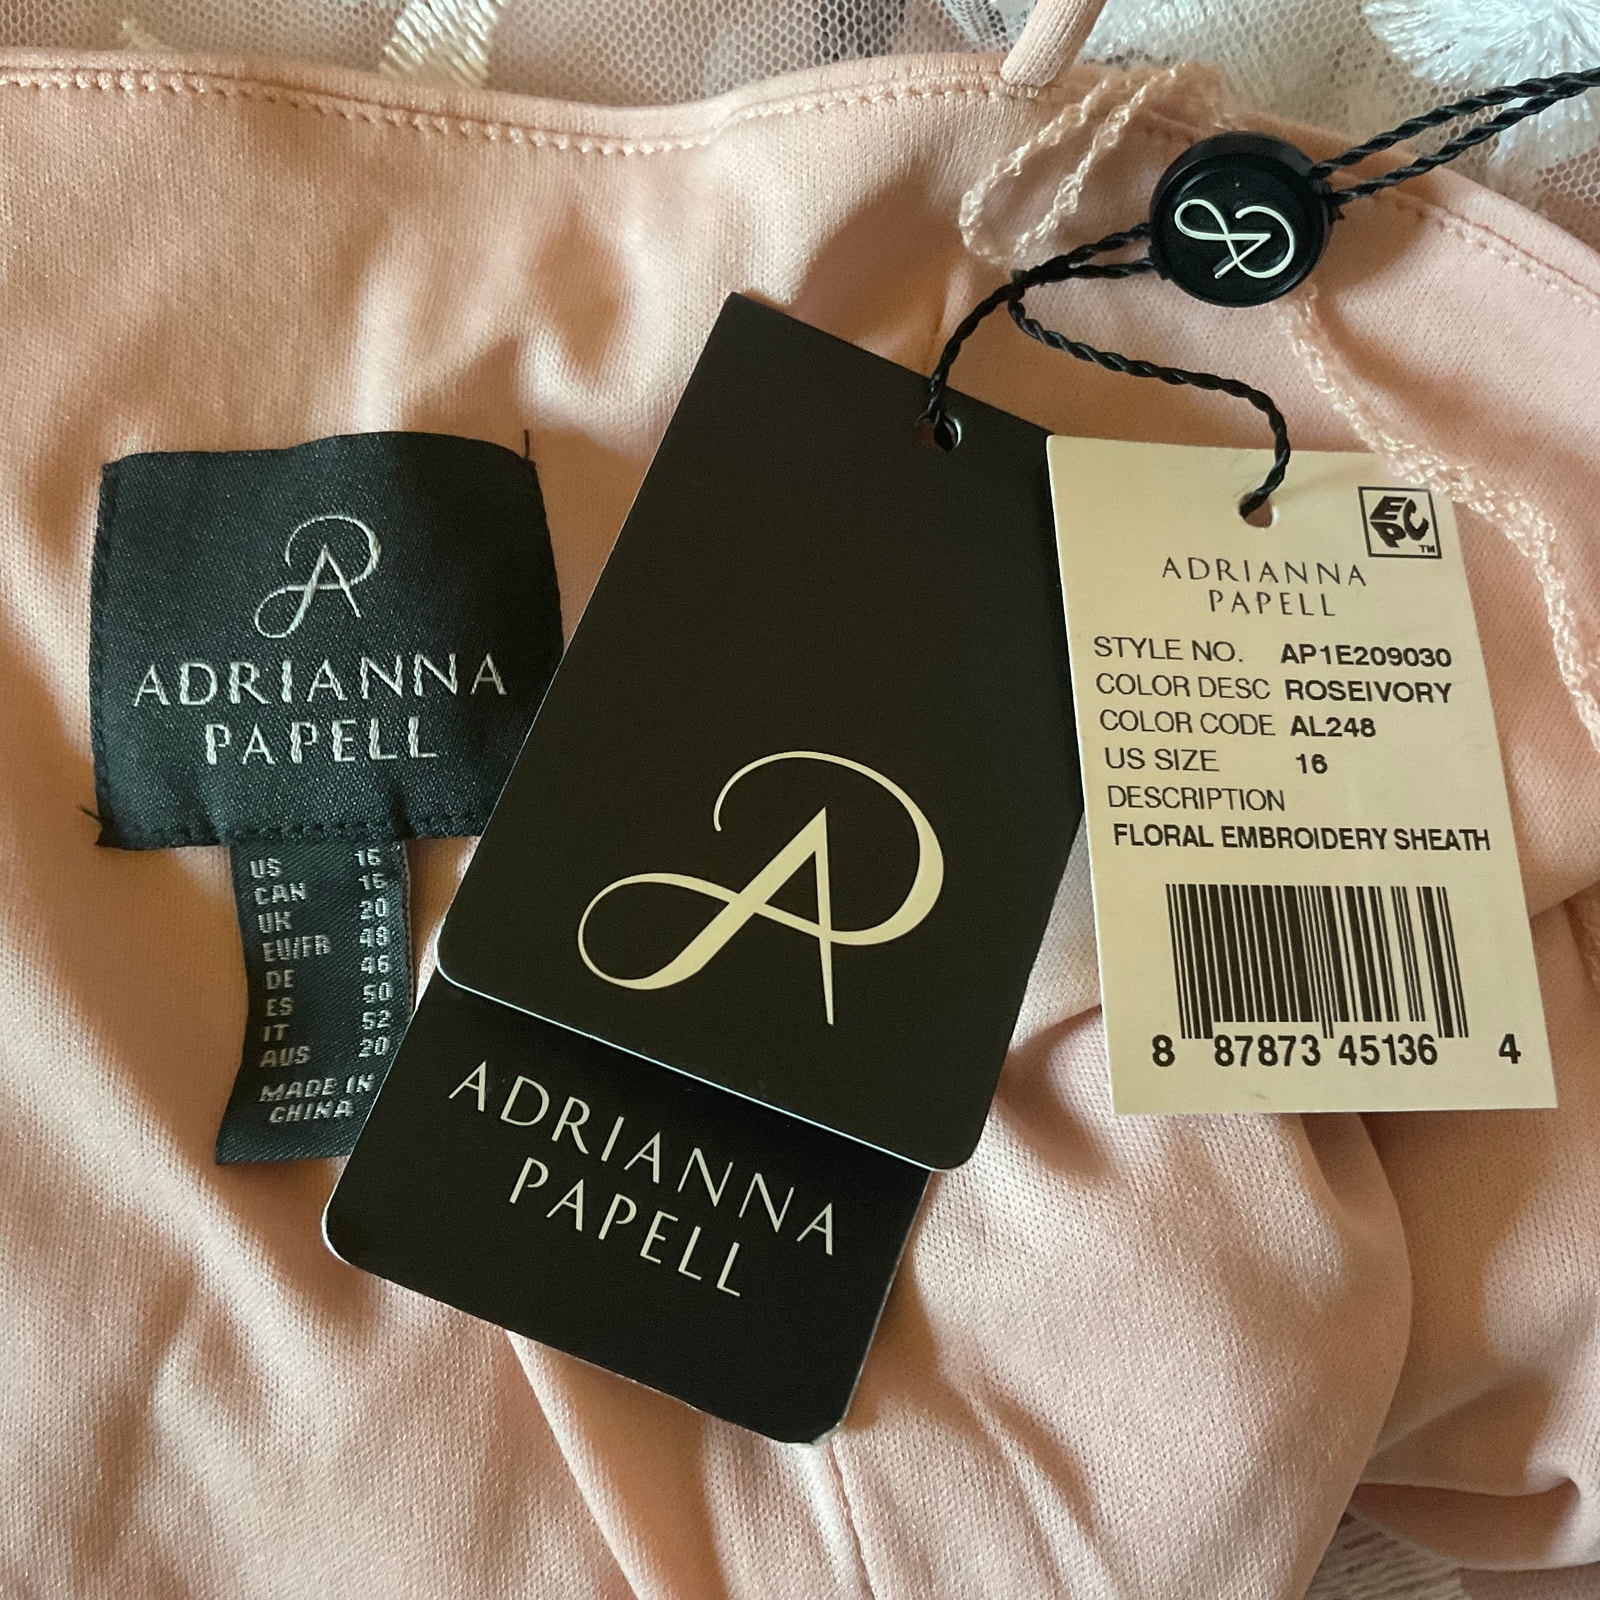 ADRIANNA
PAPELL
US 16
CAN 16
UK 20
EU/FR 48
DE 46
ES 50
IT 52
AUS 20
MADE IN
CHINA
ADRIANNA
PAPELL
EPC™
ADRIANNA
PAPELL
STYLE NO. AP1E209030
COLOR DESC ROSEIVORY
COLOR CODE AL248
US SIZE 16
DESCRIPTION
FLORAL EMBROIDERY SHEATH
8 87873 45136 4